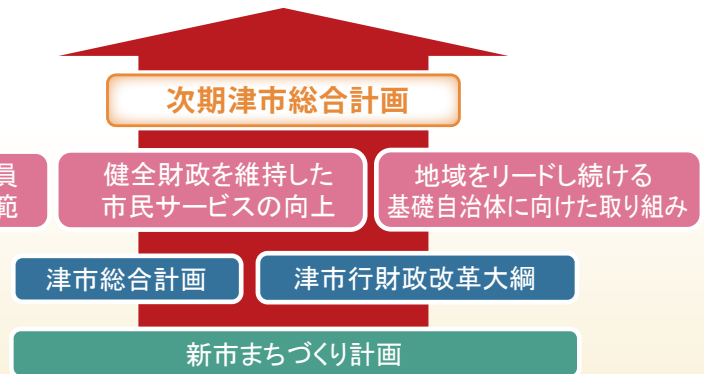 次期津市総合計画
員
範
健全財政を維持した
市民サービスの向上
地域をリードし続ける
基礎自治体に向けた取り組み
津市総合計画
津市行財政改革大綱
新市まちづくり計画